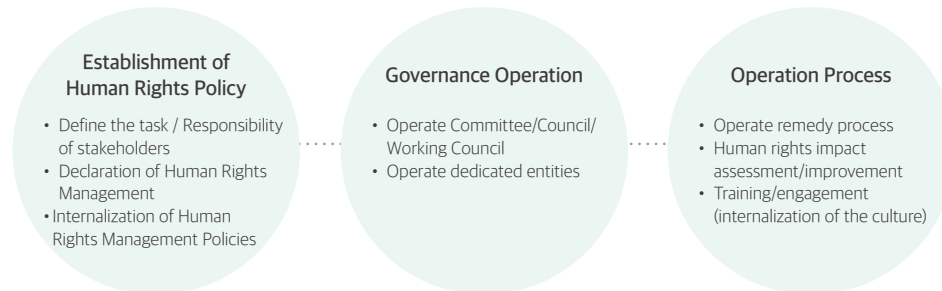 Establishment of
Human Rights Policy
• Define the task / Responsibility
of stakeholders
• Declaration of Human Rights
Management
• Internalization of Human
Rights Management Policies
Governance Operation
• Operate Committee/Council/
Working Council
• Operate dedicated entities
Operation Process
• Operate remedy process
• Human rights impact
assessment/improvement
• Training/engagement
(internalization of the culture)